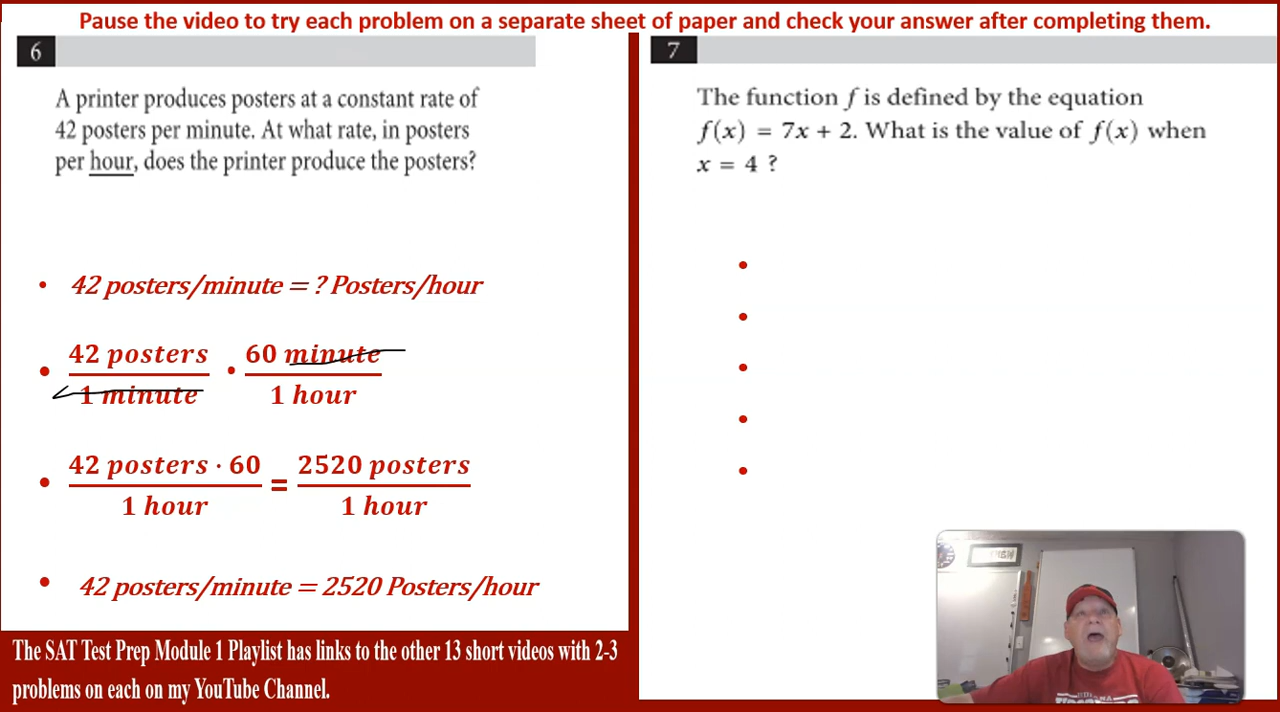 Pause the video to try each problem on a separate sheet of paper and check your answer after completing them.
6
A printer produces posters at a constant rate of
42 posters per minute. At what rate, in posters
per hour, does the printer produce the posters?
• 42 posters/minute = ? Posters/hour
• 42 posters / 1 minute · 60 minute / 1 hour
• 42 posters · 60 / 1 hour = 2520 posters / 1 hour
• 42 posters/minute = 2520 Posters/hour
The SAT Test Prep Module 1 Playlist has links to the other 13 short videos with 2-3
problems on each on my YouTube Channel.
7
The function f is defined by the equation
f(x) = 7x + 2. What is the value of f(x) when
x = 4 ?